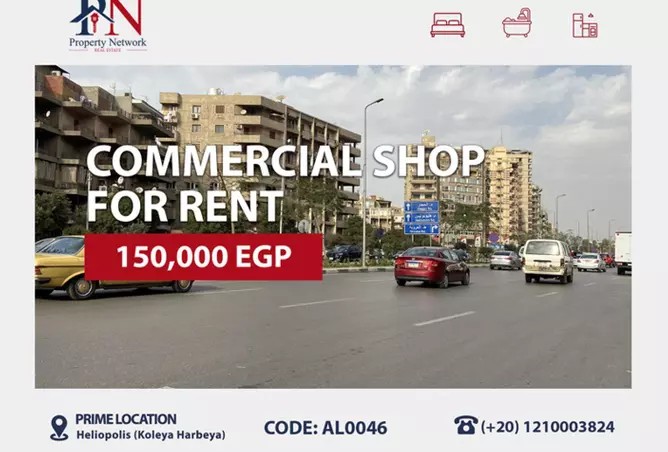 PN
Property Network
REAL ESTATE
COMMERCIAL SHOP
FOR RENT
150,000 EGP
PRIME LOCATION
Heliopolis (Koleya Harbeya)
CODE: AL0046
(+20) 1210003824